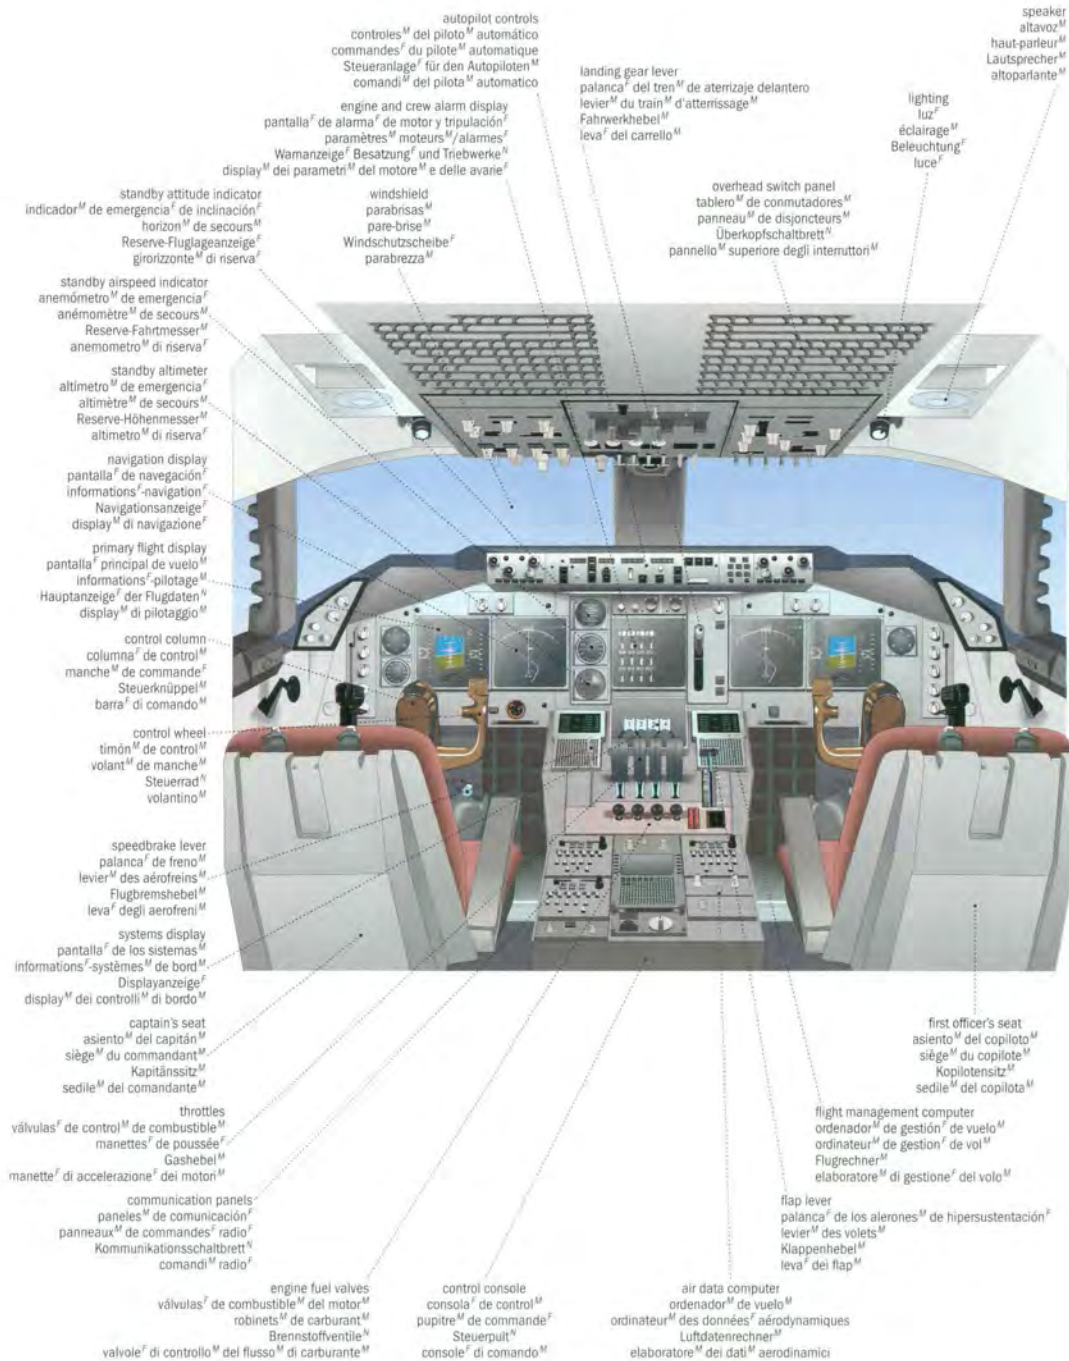 autopilot controls
controles^M del piloto^M automático
commandes^F du pilote^M automatique
Steueranlage^F für den Autopiloten^M
comandi^M del pilota^M automatico
engine and crew alarm display
pantalla^F de alarma^F de motor y tripulación^F
paramètres^M moteurs^M/alarmes^F
Warnanzeige^F Besatzung^F und Triebwerke^N
display^M dei parametri^M del motore^M e delle avarie^F
landing gear lever
palanca^F del tren^M de aterrizaje delantero
levier^M du train^M d'atterrissage^M
Fahrwerkhebel^M
leva^F del carrello^M
speaker
altavoz^M
haut-parleur^M
Lautsprecher^M
altoparlante^M
lighting
luz^F
éclairage^M
Beleuchtung^F
luce^F
standby attitude indicator
indicador^M de emergencia^F de inclinación^F
horizon^M de secours^M
Reserve-Fluglageanzeige^F
girorizzonte^M di riserva^F
windshield
parabrisas^M
pare-brise^M
Windschutzscheibe^F
parabrezza^M
overhead switch panel
tablero^M de conmutadores^M
panneau^M de disjoncteurs^M
Überkopfschaltbrett^N
pannello^M superiore degli interruttori^M
standby airspeed indicator
anemómetro^M de emergencia^F
anémomètre^M de secours^M
Reserve-Fahrtmesser^M
anemometro^M di riserva^F
standby altimeter
altímetro^M de emergencia^F
altimètre^M de secours^M
Reserve-Höhenmesser^M
altimetro^M di riserva^F
navigation display
pantalla^F de navegación^F
informations^F-navigation^F
Navigationsanzeige^F
display^M di navigazione^F
primary flight display
pantalla^F principal de vuelo^M
informations^F-pilotage^M
Hauptanzeige^F der Flugdaten^N
display^M di pilotaggio^M
control column
columna^F de control^M
manche^M de commande^F
Steuerknüppel^M
barra^F di comando^M
control wheel
timón^M de control^M
volant^M de manche^M
Steuerrad^N
volantino^M
speedbrake lever
palanca^F de freno^M
levier^M des aérofreins^M
Flugbremshebel^M
leva^F degli aerofreni^M
systems display
pantalla^F de los sistemas^M
informations^F-systèmes^M de bord^M
Displayanzeige^F
display^M dei controlli^M di bordo^M
captain's seat
asiento^M del capitán^M
siège^M du commandant^M
Kapitänssitz^M
sedile^M del comandante^M
first officer's seat
asiento^M del copiloto^M
siège^M du copilote^M
Kopilotensitz^M
sedile^M del copilota^M
throttles
válvulas^F de control^M de combustible^M
manettes^F de poussée^F
Gashebel^M
manette^F di accelerazione^F dei motori^M
flight management computer
ordenador^M de gestión^F de vuelo^M
ordinateur^M de gestion^F de vol^M
Flugrechner^M
elaboratore^M di gestione^F del volo^M
communication panels
paneles^M de comunicación^F
panneaux^M de commandes^F radio^F
Kommunikationsschaltbrett^N
comandi^M radio^F
flap lever
palanca^F de los alerones^M de hipersustentación^F
levier^M des volets^M
Klappenhebel^M
leva^F dei flap^M
engine fuel valves
válvulas^F de combustible^M del motor^M
robinets^M de carburant^M
Brennstoffventile^N
valvole^F di controllo^M del flusso^M di carburante^M
control console
consola^F de control^M
pupitre^M de commande^F
Steuerpult^N
console^F di comando^M
air data computer
ordenador^M de vuelo^M
ordinateur^M des données^F aérodynamiques
Luftdatenrechner^M
elaboratore^M dei dati^M aerodinamici